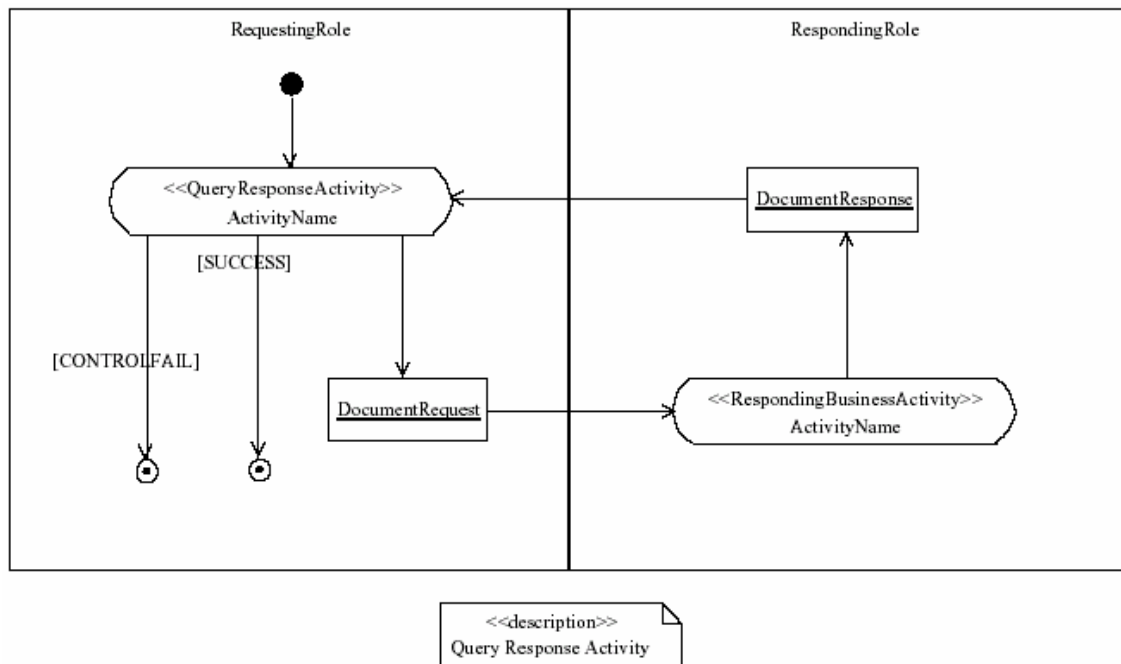 RequestingRole
RespondingRole
<<QueryResponseActivity>>
ActivityName
DocumentResponse
[SUCCESS]
[CONTROLFAIL]
DocumentRequest
<<RespondingBusinessActivity>>
ActivityName
<<description>>
Query Response Activity